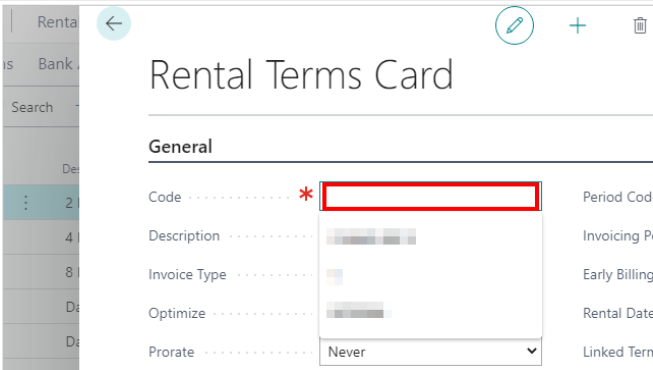 Renta
Rental Terms Card
ns Bank A
Search
General
Des
Code * Period Cod
2
Description Invoicing Pe
4
Invoice Type Early Billing
8
Optimize Rental Date
Da
Prorate Never Linked Tern
Da